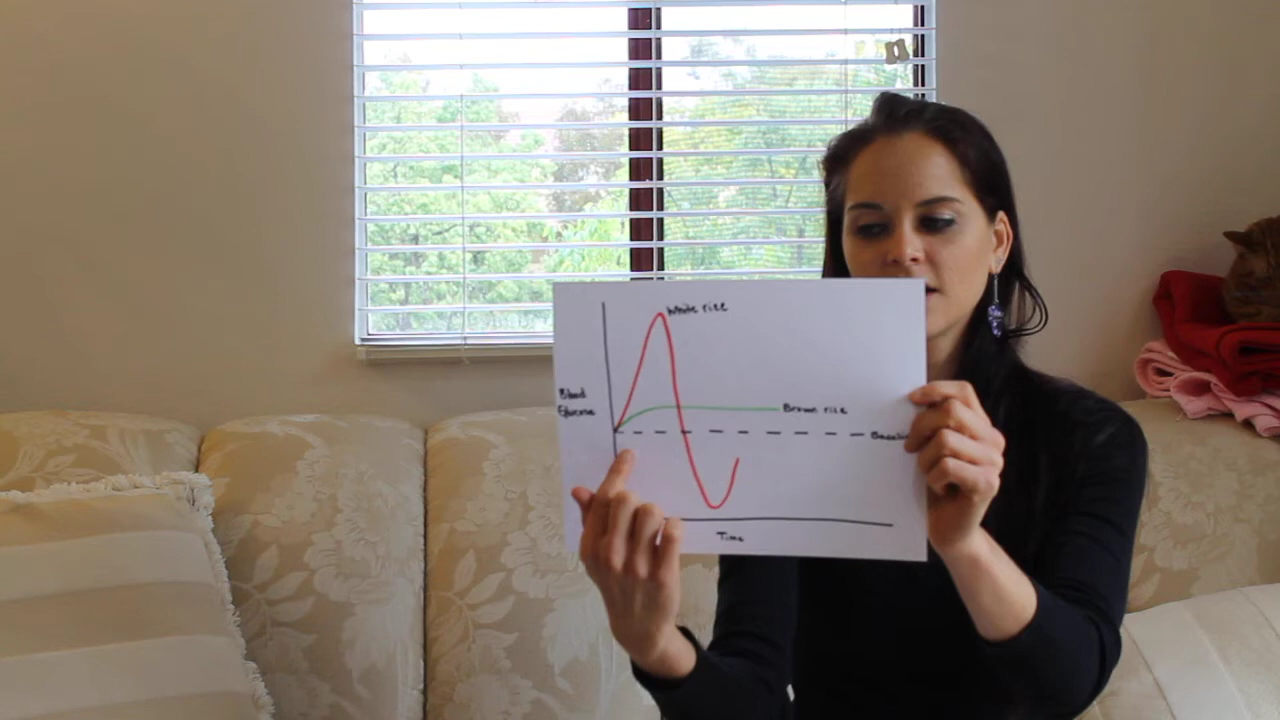 White rice
Blood
Glucose
Brown rice
Time